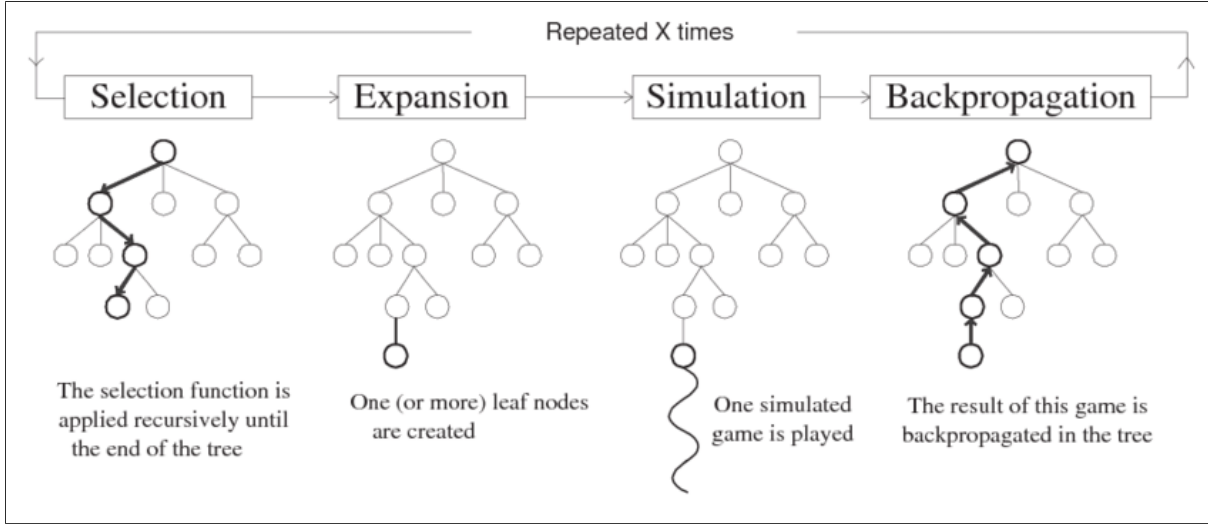 Repeated X times
Selection
Expansion
Simulation
Backpropagation
The selection function is
applied recursively until
the end of the tree
One (or more) leaf nodes
are created
One simulated
game is played
The result of this game is
backpropagated in the tree